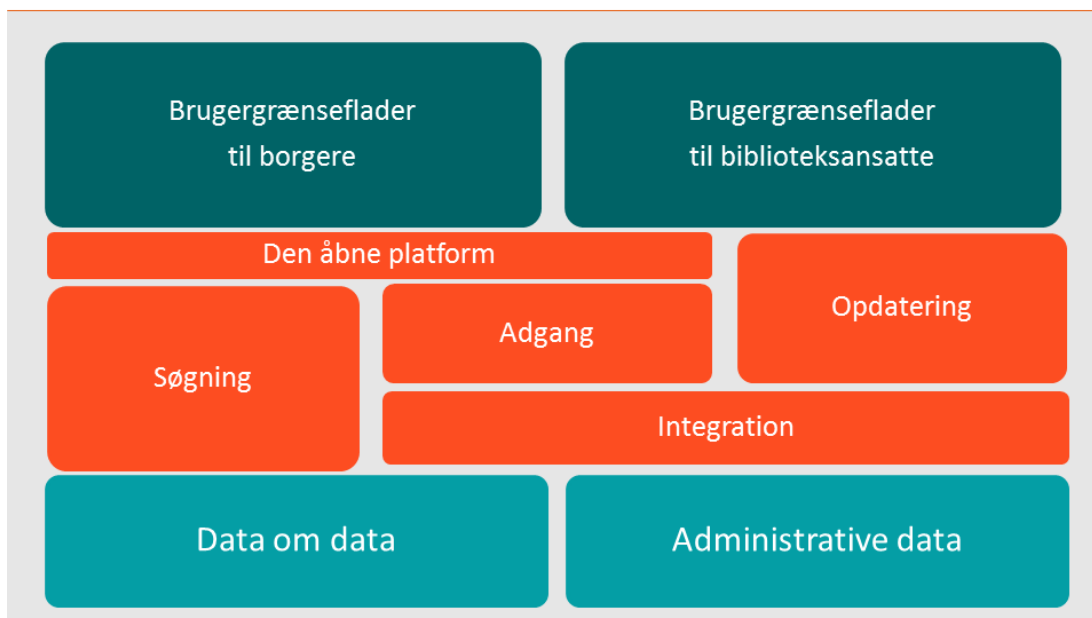 Brugergrænseflader
til borgere
Brugergrænseflader
til biblioteksansatte
Den åbne platform
Opdatering
Adgang
Søgning
Integration
Data om data
Administrative data